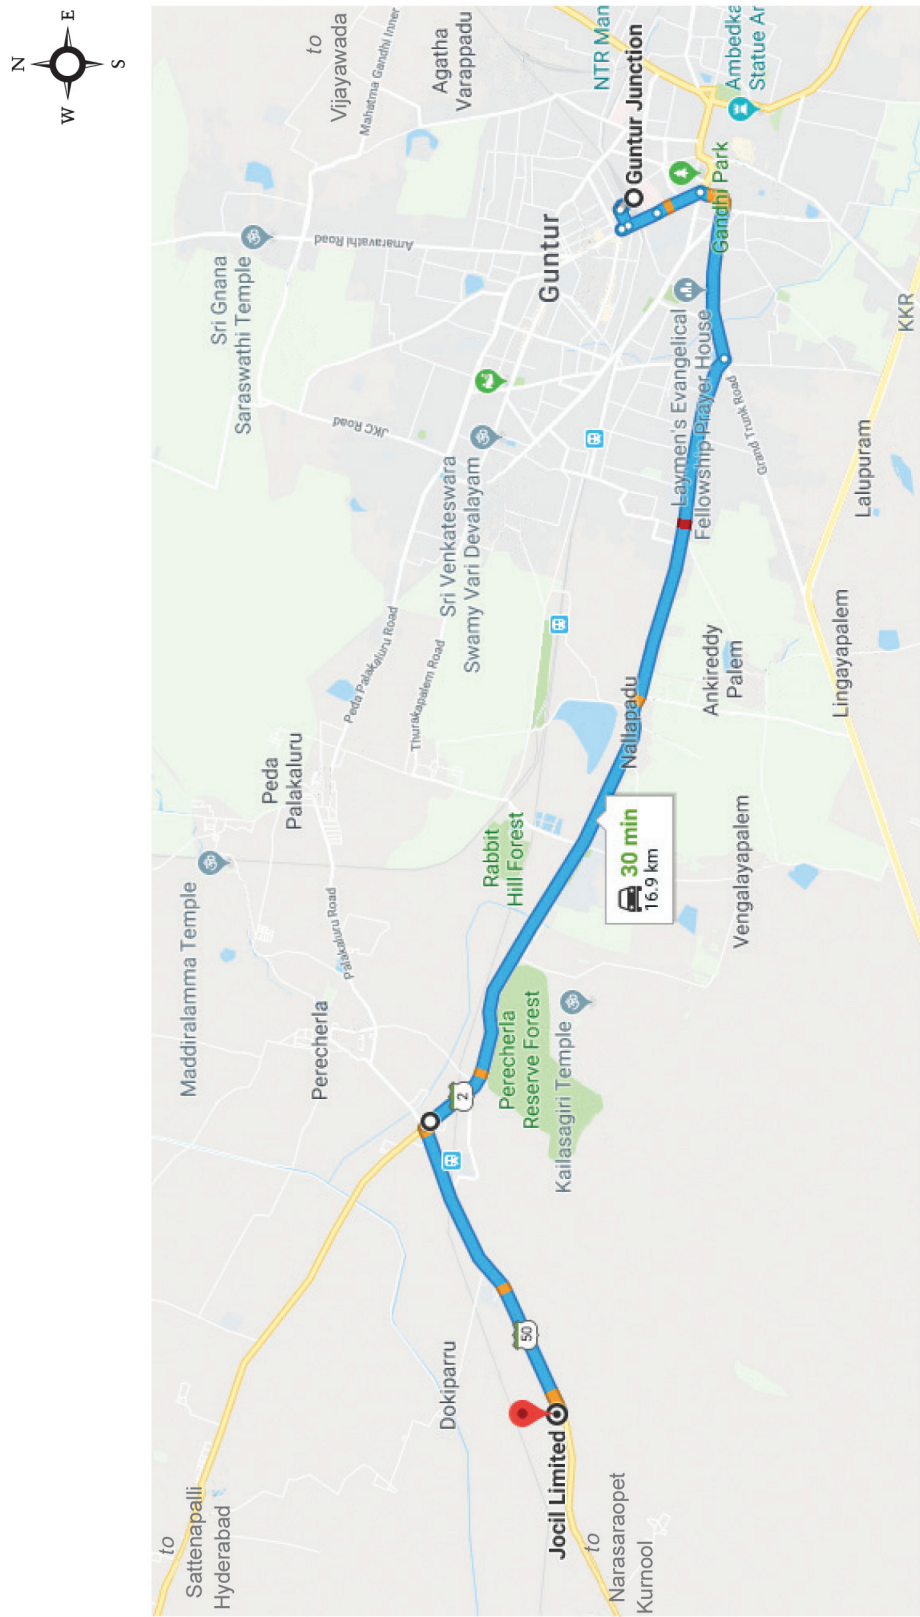 N
E
W
S
to
Vijayawada
Mahatma Gandhi Inner
Agatha
Varappadu
NTR Man
Ambedka
Statue Ar
Guntur Junction
Gandhi Park
Sri Gnana
Saraswathi Temple
Amaravathi Road
Guntur
JKC Road
Laymen's Evangelical
Fellowship Prayer House
KKR
Grand Trunk Road
Lalupuram
Sri Venkateswara
Swamy Vari Devalayam
Peda Palakaluru Road
Thurakapalem Road
Ankireddy
Palem
Lingayapalem
Nallapadu
Peda
Palakaluru
Rabbit
Hill Forest
30 min
16.9 km
Vengalayapalem
Maddiralamma Temple
Palakaluru Road
Perecherla
Perecherla
Reserve Forest
Kailasagiri Temple
2
50
Dokiparru
Jocil Limited
to
Sattenapalli
Hyderabad
to
Narasaraopet
Kurnool